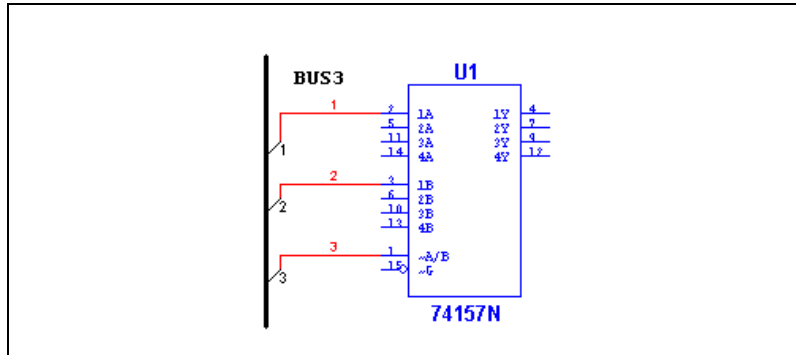 U1
BUS3
1
2 1A 1Y 4
5 2A 2Y 7
11 3A 3Y 9
14 4A 4Y 12
1
2
3 1B
2
6 2B
10 3B
13 4B
3
1 ~A/B
15 ~G
3
74157N